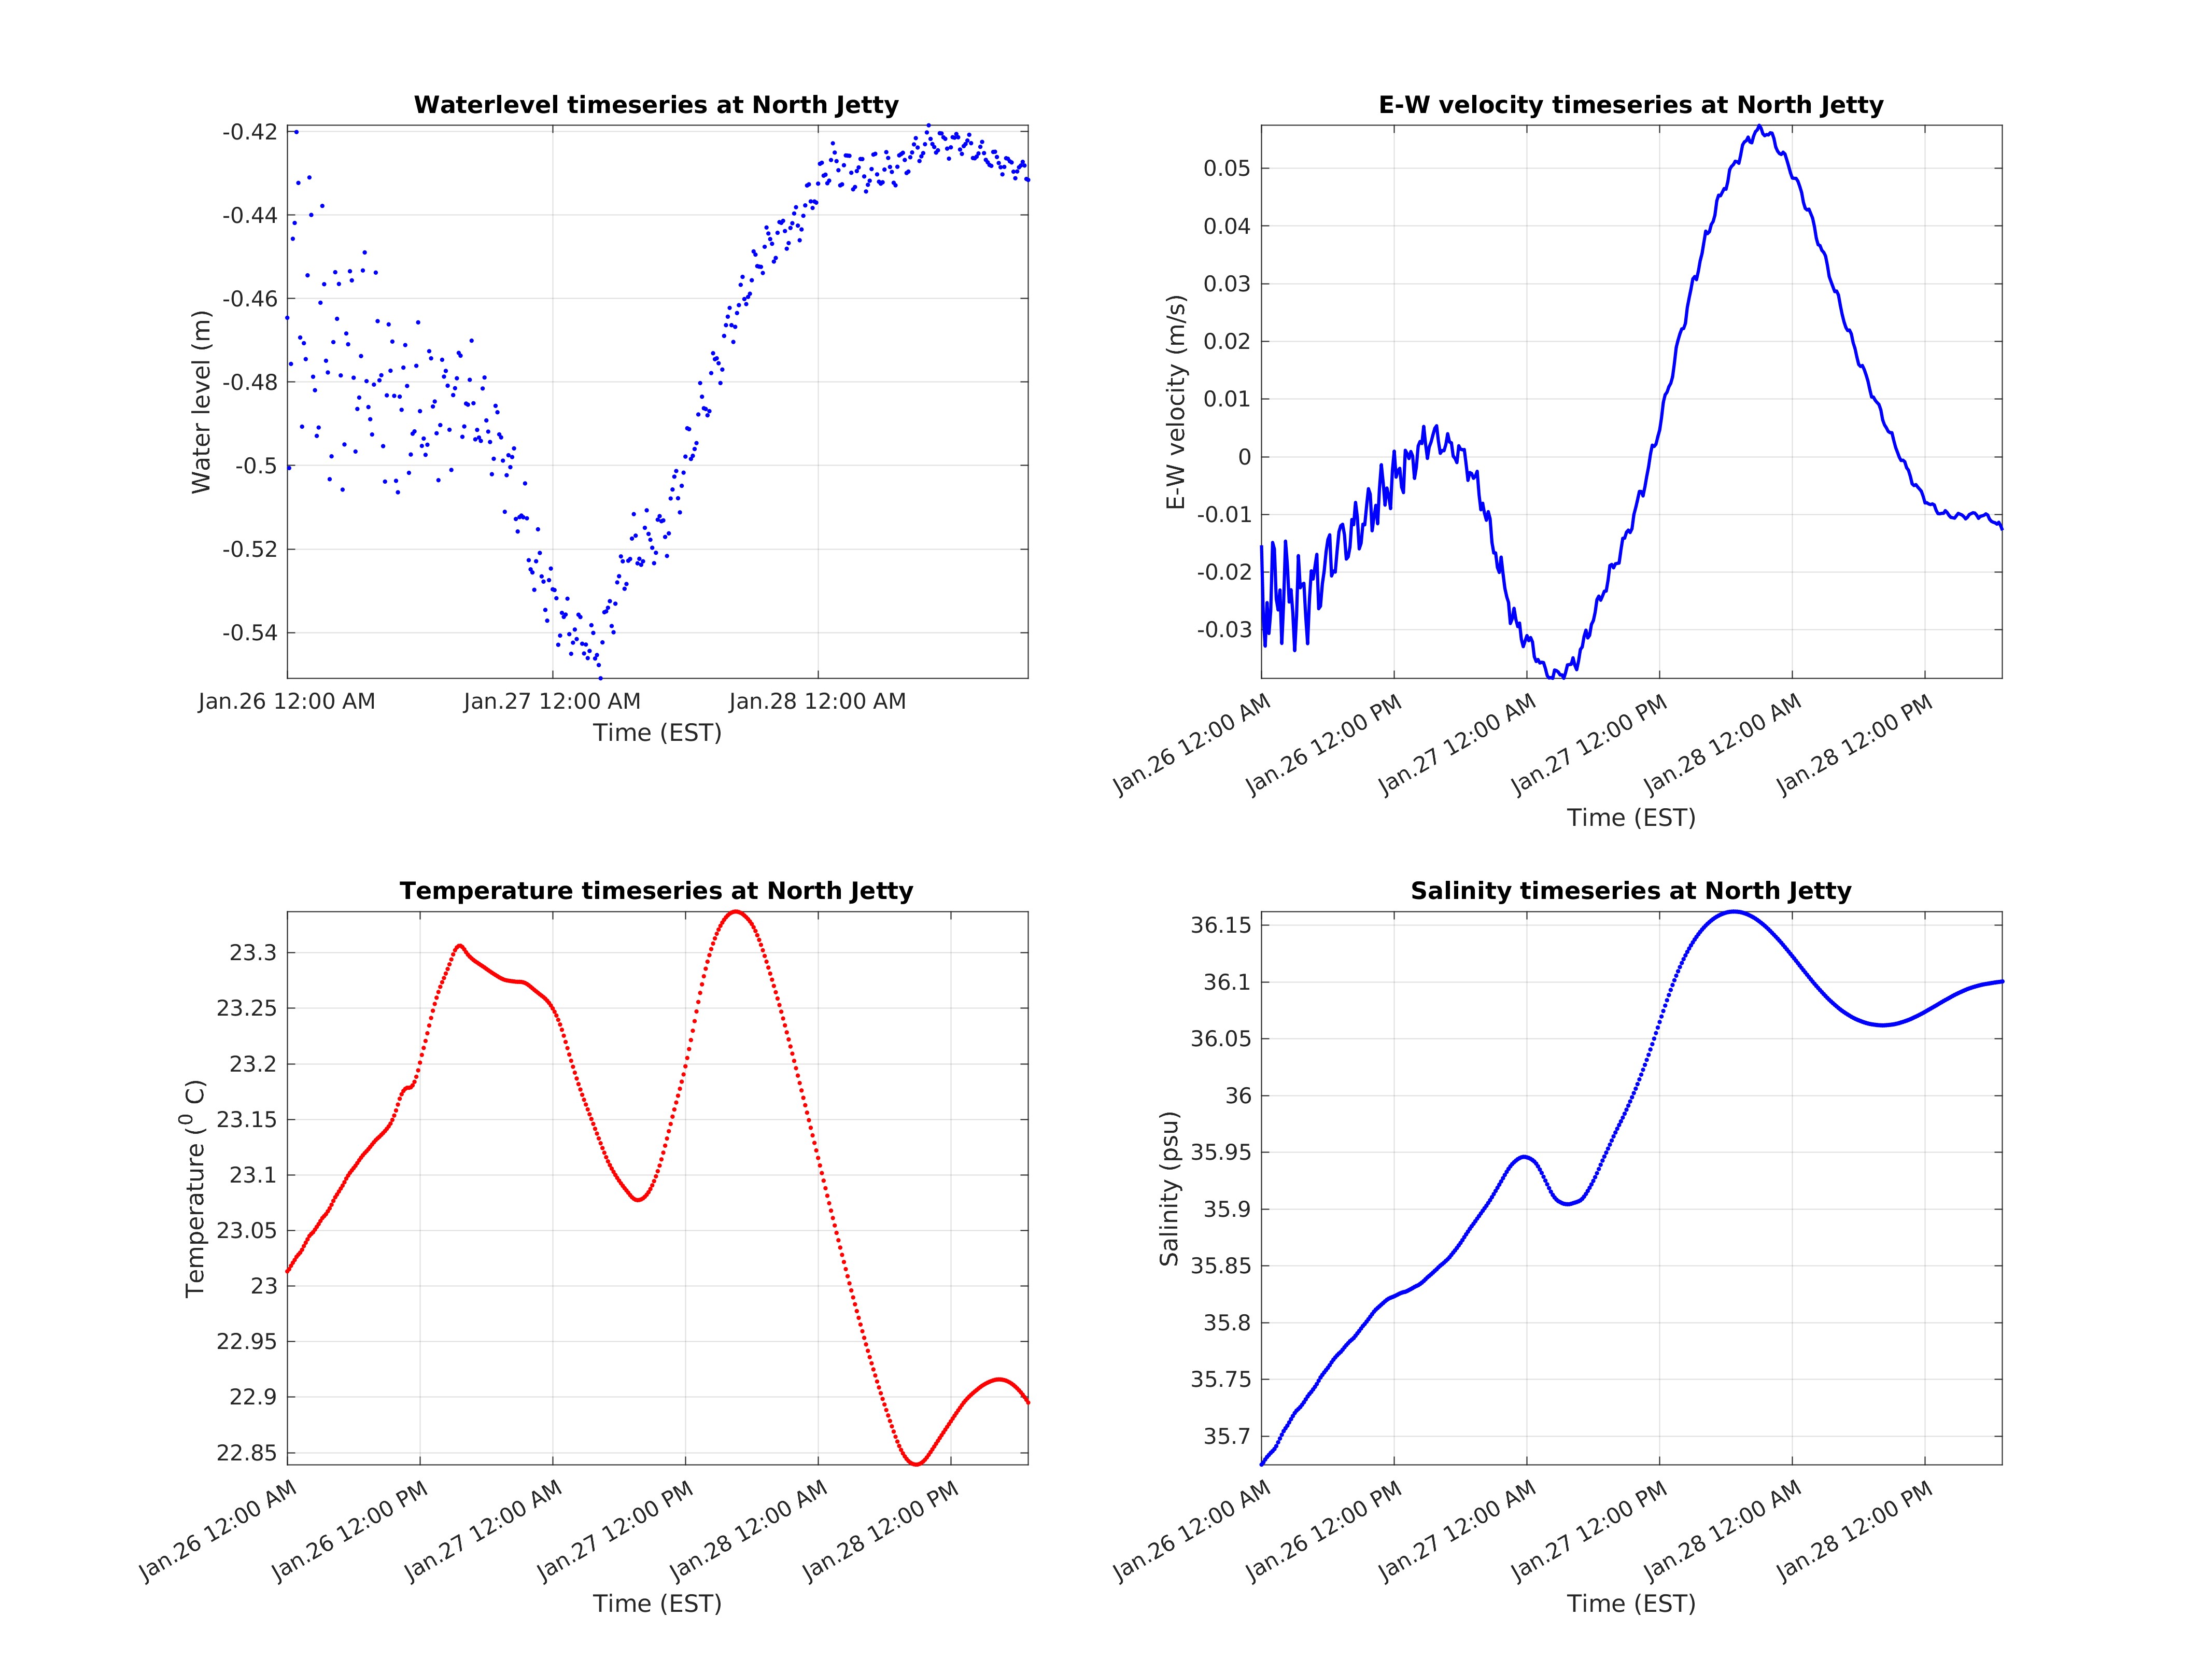 Waterlevel timeseries at North Jetty
-0.42
-0.44
-0.46
-0.48
-0.5
-0.52
-0.54
Water level (m)
Jan.26 12:00 AM
Jan.27 12:00 AM
Jan.28 12:00 AM
Time (EST)
E-W velocity timeseries at North Jetty
0.05
0.04
0.03
0.02
0.01
0
-0.01
-0.02
-0.03
E-W velocity (m/s)
Jan.26 12:00 AM
Jan.26 12:00 PM
Jan.27 12:00 AM
Jan.27 12:00 PM
Jan.28 12:00 AM
Jan.28 12:00 PM
Time (EST)
Temperature timeseries at North Jetty
23.3
23.25
23.2
23.15
23.1
23.05
23
22.95
22.9
22.85
Temperature (⁰ C)
Jan.26 12:00 AM
Jan.26 12:00 PM
Jan.27 12:00 AM
Jan.27 12:00 PM
Jan.28 12:00 AM
Jan.28 12:00 PM
Time (EST)
Salinity timeseries at North Jetty
36.15
36.1
36.05
36
35.95
35.9
35.85
35.8
35.75
35.7
Salinity (psu)
Jan.26 12:00 AM
Jan.26 12:00 PM
Jan.27 12:00 AM
Jan.27 12:00 PM
Jan.28 12:00 AM
Jan.28 12:00 PM
Time (EST)